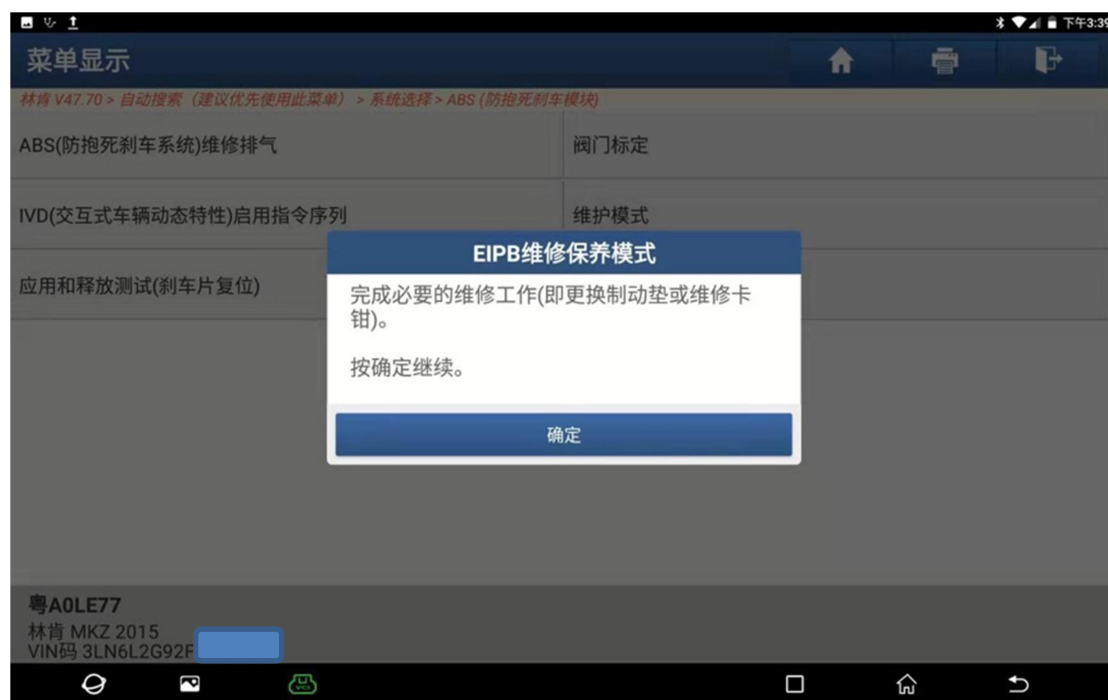 下午3:39
菜单显示
林肯 V47.70 > 自动搜索（建议优先使用此菜单）> 系统选择 > ABS (防抱死刹车模块)
ABS(防抱死刹车系统)维修排气
阀门标定
IVD(交互式车辆动态特性)启用指令序列
维护模式
应用和释放测试(刹车片复位)
EIPB维修保养模式
完成必要的维修工作(即更换制动垫或维修卡
钳)。
按确定继续。
确定
粤A0LE77
林肯 MKZ 2015
VIN码 3LN6L2G92F
VCI